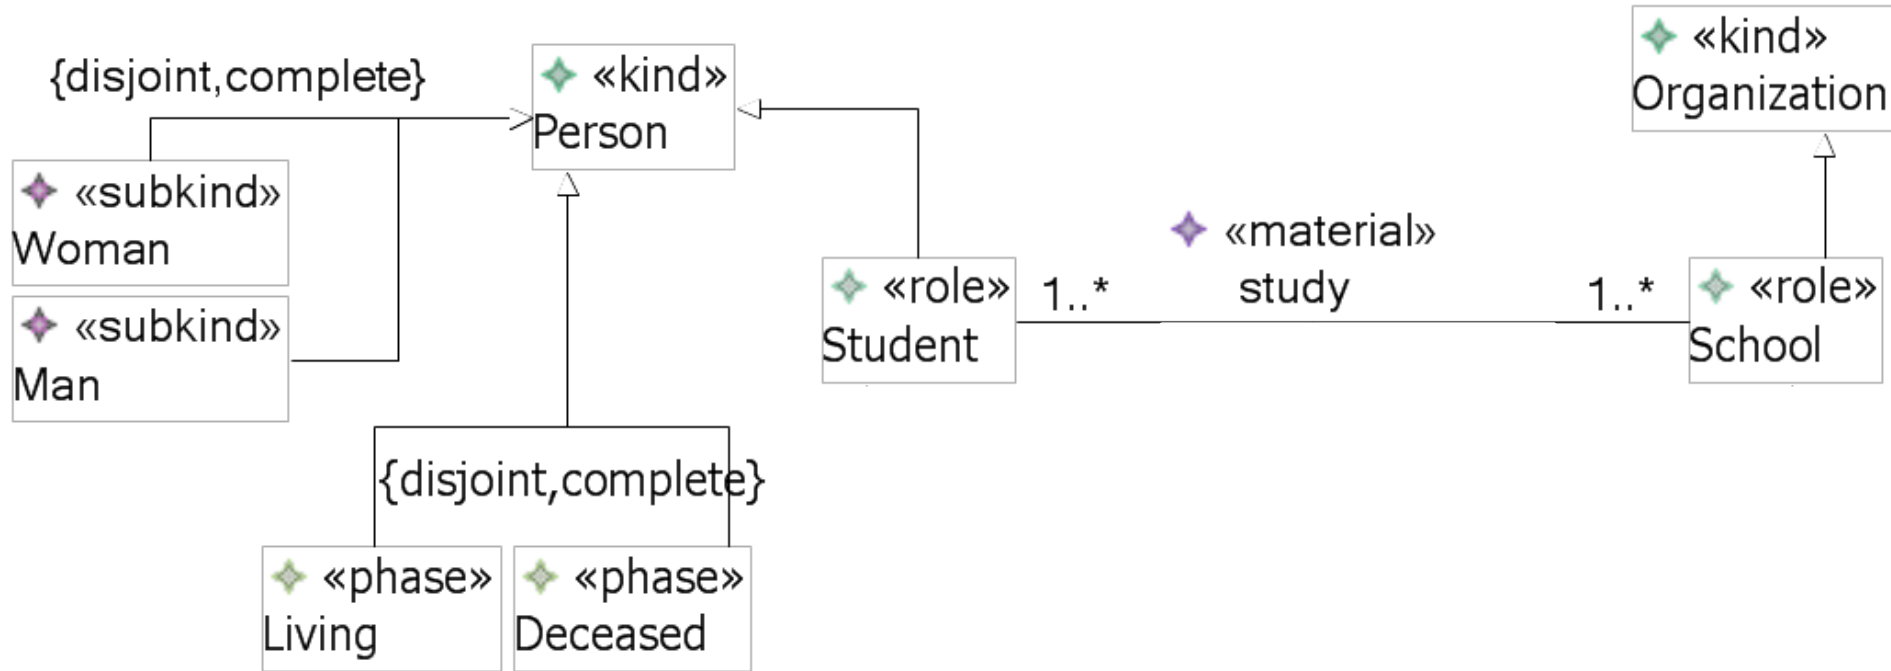 {disjoint,complete}
«kind»
Person
«kind»
Organization
«subkind»
Woman
«subkind»
Man
«material»
study
«role»
Student
1..*
1..*
«role»
School
{disjoint,complete}
«phase»
Living
«phase»
Deceased